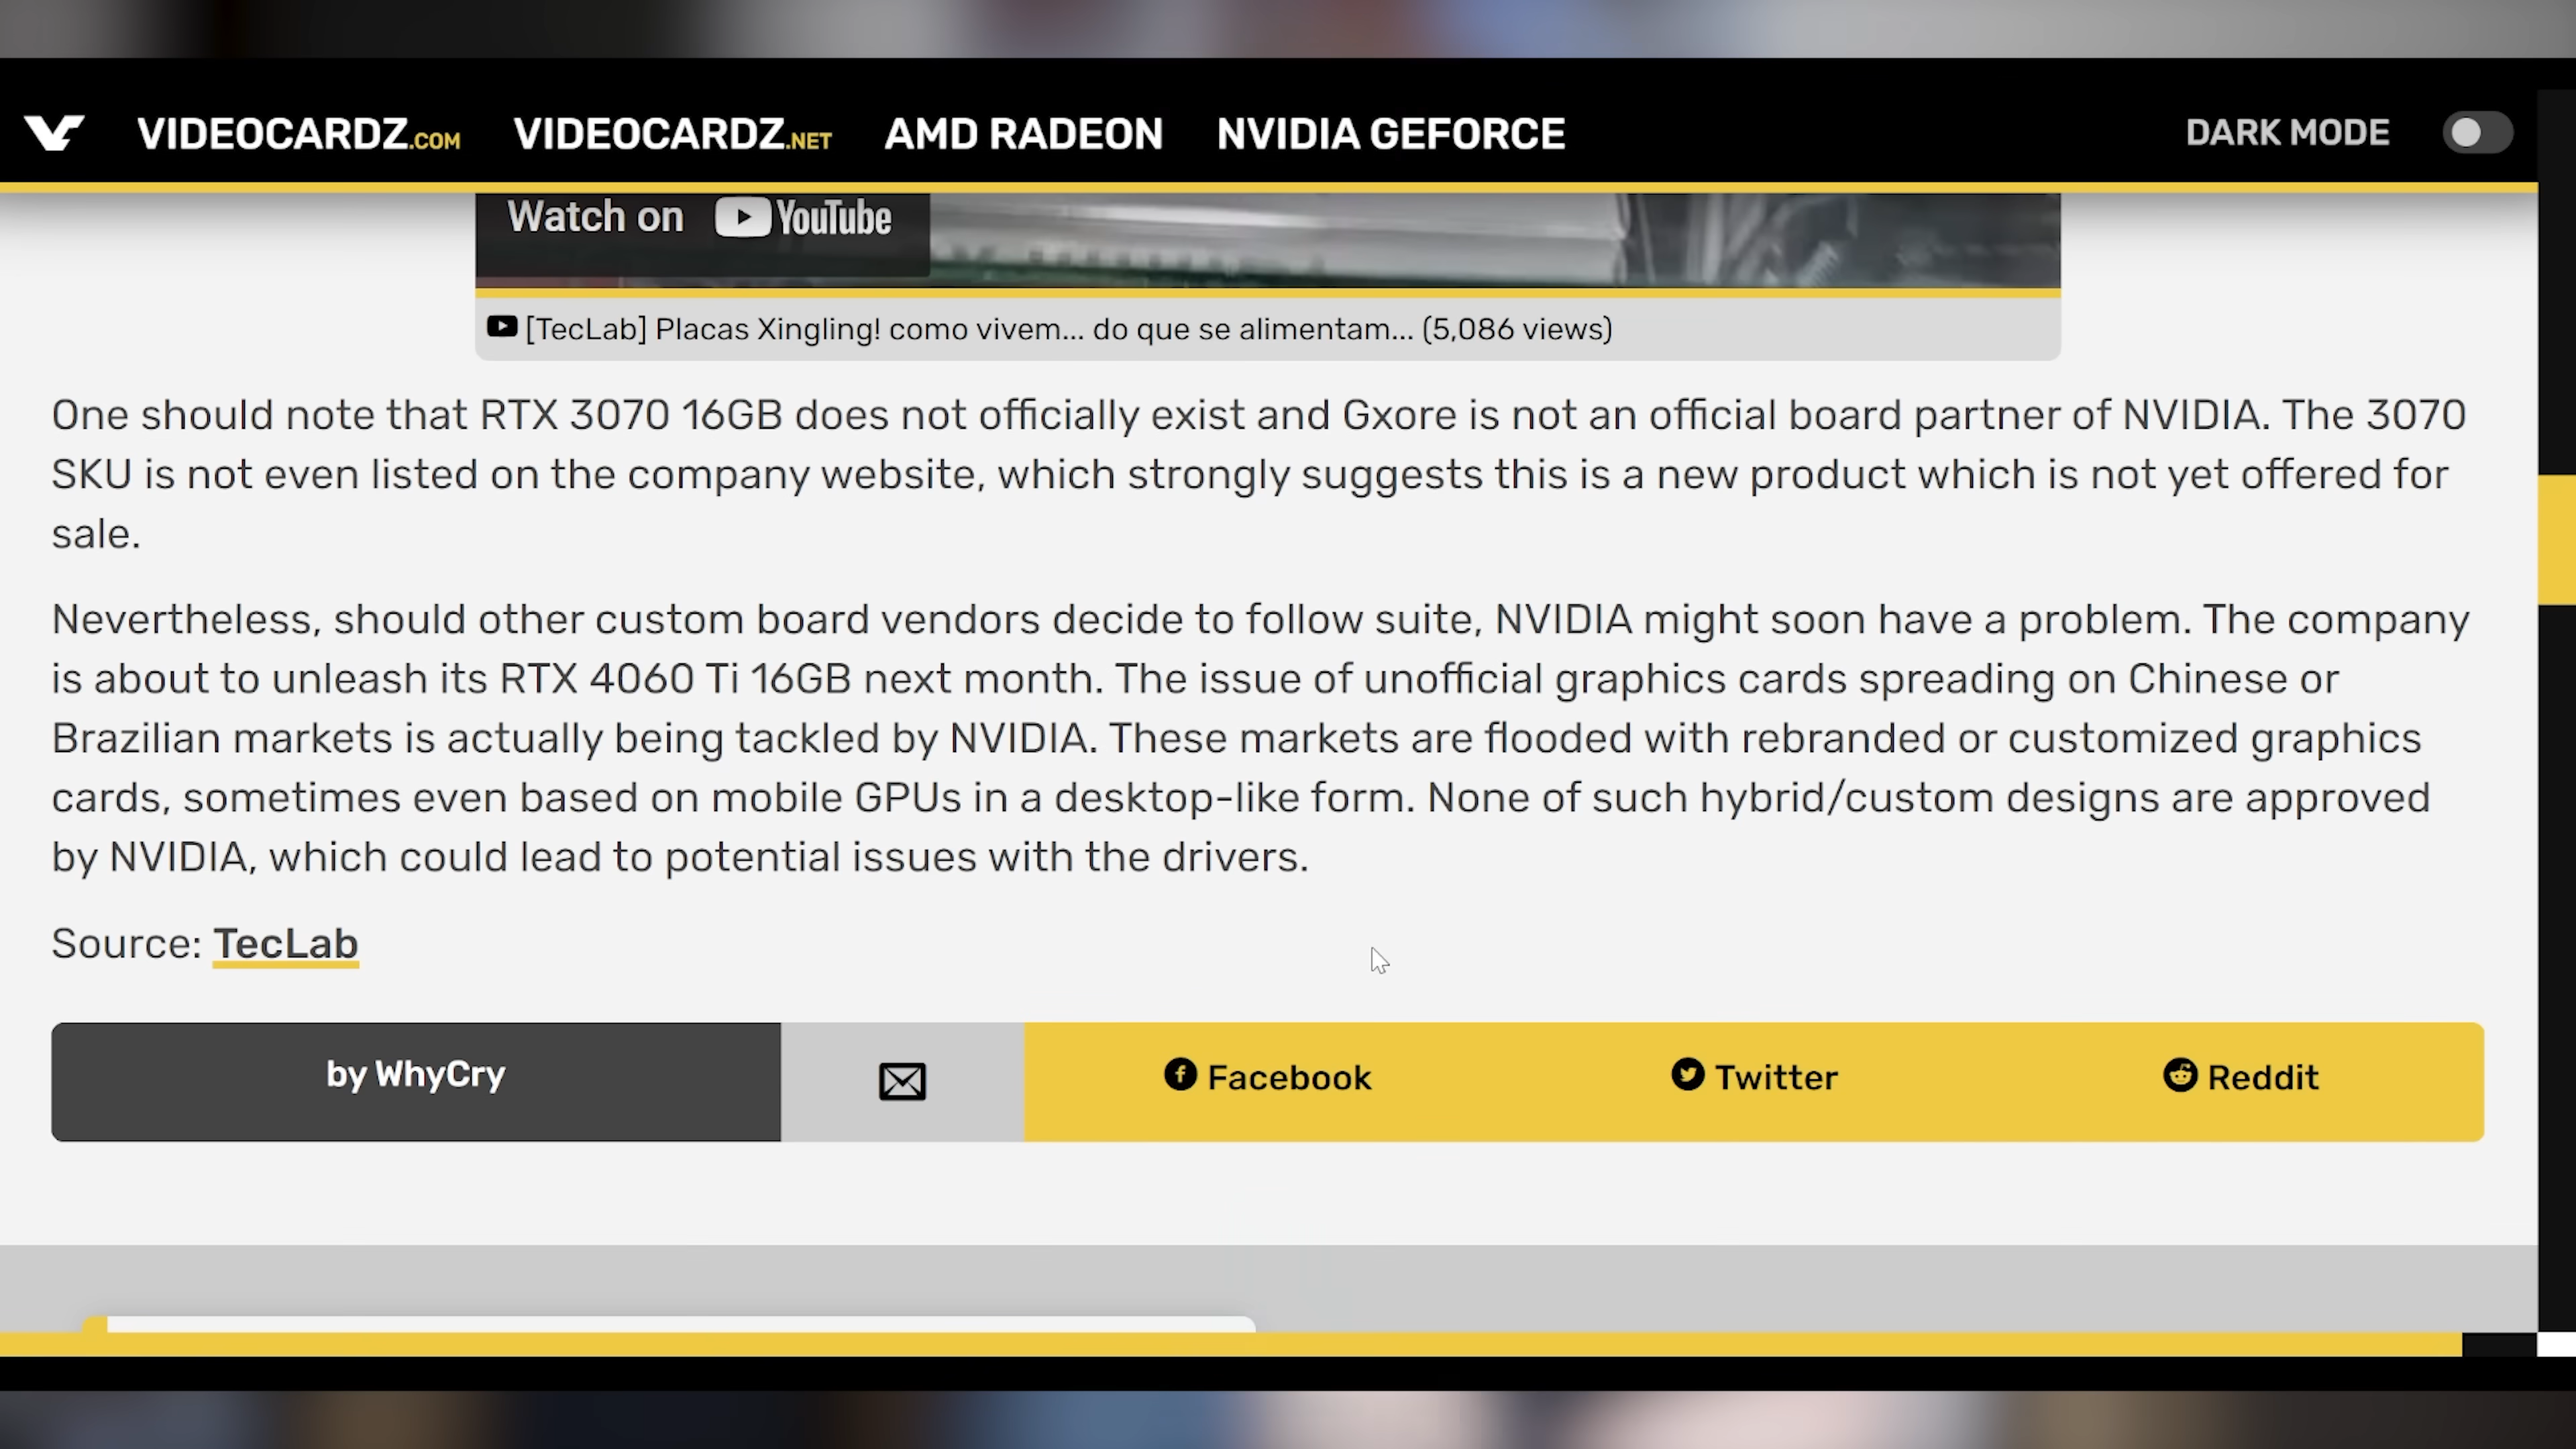 VIDEOCARDZ.COM VIDEOCARDZ.NET AMD RADEON NVIDIA GEFORCE DARK MODE
Watch on YouTube
[TecLab] Placas Xingling! como vivem... do que se alimentam... (5,086 views)
One should note that RTX 3070 16GB does not officially exist and Gxore is not an official board partner of NVIDIA. The 3070
SKU is not even listed on the company website, which strongly suggests this is a new product which is not yet offered for
sale.
Nevertheless, should other custom board vendors decide to follow suite, NVIDIA might soon have a problem. The company
is about to unleash its RTX 4060 Ti 16GB next month. The issue of unofficial graphics cards spreading on Chinese or
Brazilian markets is actually being tackled by NVIDIA. These markets are flooded with rebranded or customized graphics
cards, sometimes even based on mobile GPUs in a desktop-like form. None of such hybrid/custom designs are approved
by NVIDIA, which could lead to potential issues with the drivers.
Source: TecLab
by WhyCry Facebook Twitter Reddit